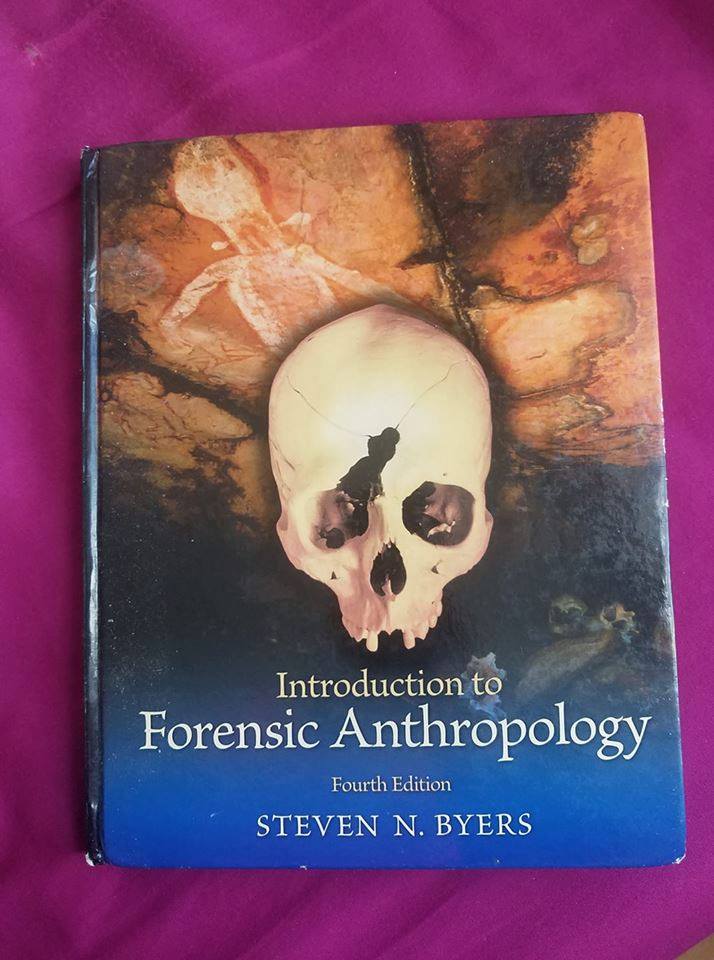 Introduction to
Forensic Anthropology
Fourth Edition
STEVEN N. BYERS